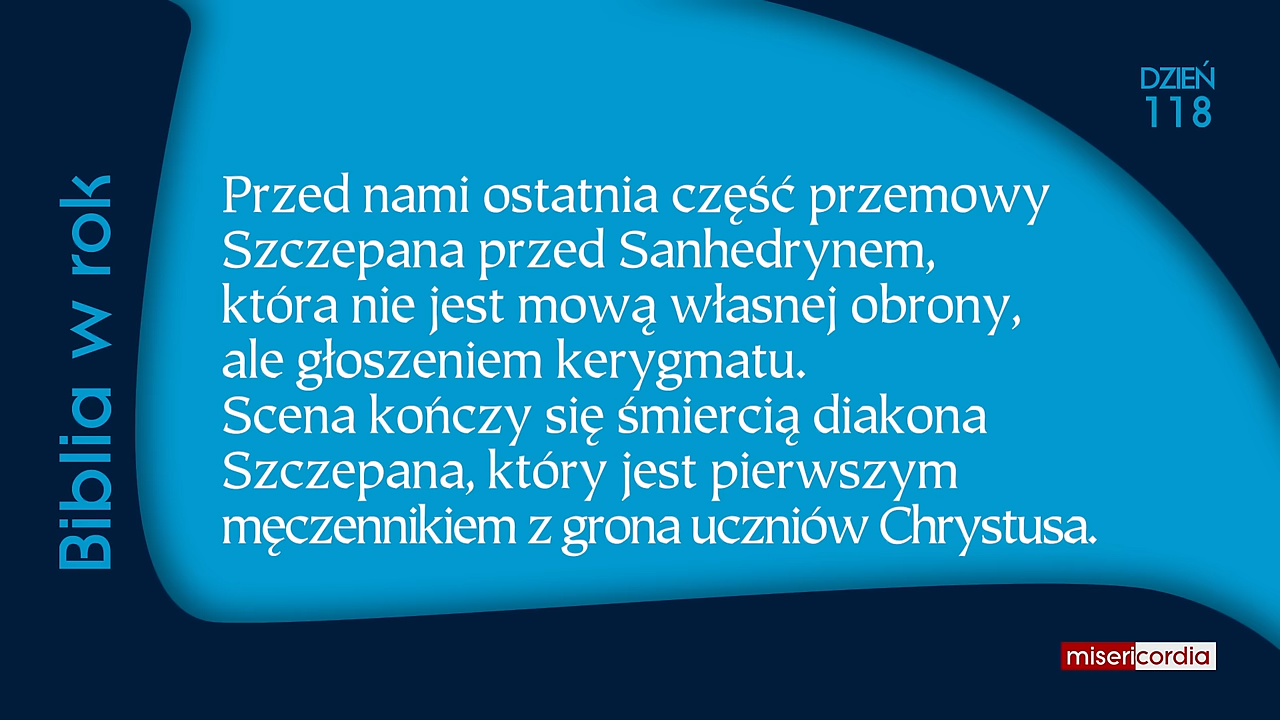 Biblia w rok
DZIEŃ
118
Przed nami ostatnia część przemowy
Szczepana przed Sanhedrynem,
która nie jest mową własnej obrony,
ale głoszeniem kerygmatu.
Scena kończy się śmiercią diakona
Szczepana, który jest pierwszym
męczennikiem z grona uczniów Chrystusa.
misericordia